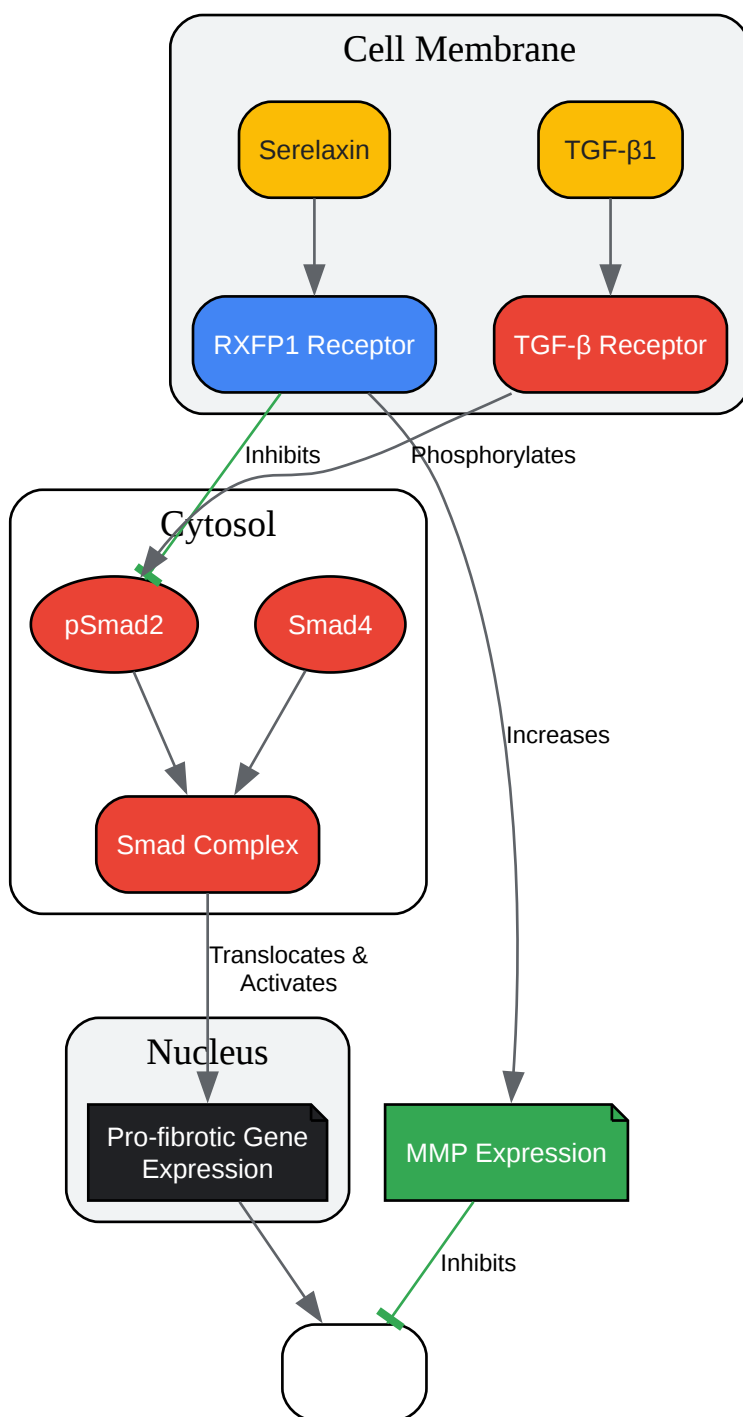 Cell Membrane
Serelaxin
TGF-β1
RXFP1 Receptor
TGF-β Receptor
Inhibits
Phosphorylates
Cytosol
pSmad2
Smad4
Increases
Smad Complex
Translocates &
Activates
Nucleus
Pro-fibrotic Gene
Expression
MMP Expression
Inhibits